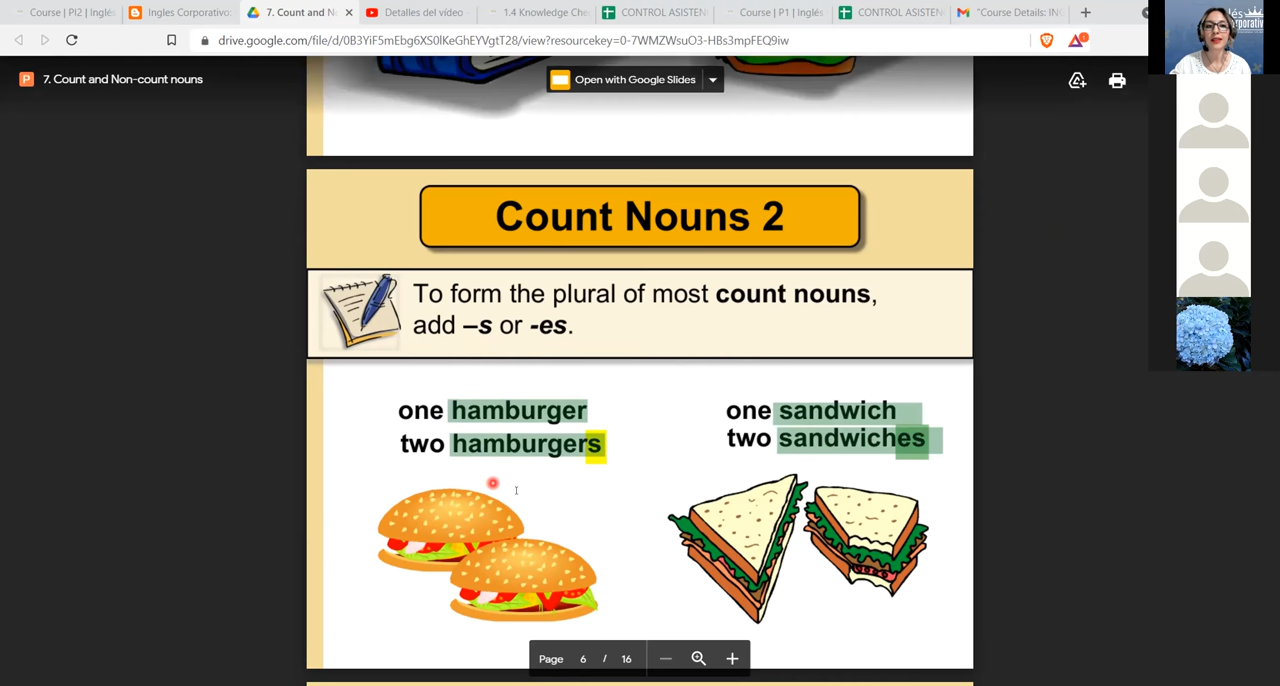 Course | PI2 | Inglés
Ingles Corporativo:
7. Count and N
Detalles del vídeo
1.4 Knowledge Che
CONTROL ASISTEN
Course | P1 | Inglés
CONTROL ASISTEN
"Course Details: IN
drive.google.com/file/d/0B3YiF5mEbg6XS0lKeGhEYVgtT2c/view?resourcekey=0-7WMZWsuO3-HBs3mpFEQ9iw
1
P 7. Count and Non-count nouns
Open with Google Slides
Count Nouns 2
To form the plural of most count nouns,
add –s or -es.
one hamburger
two hamburgers
one sandwich
two sandwiches
Page 6 / 16